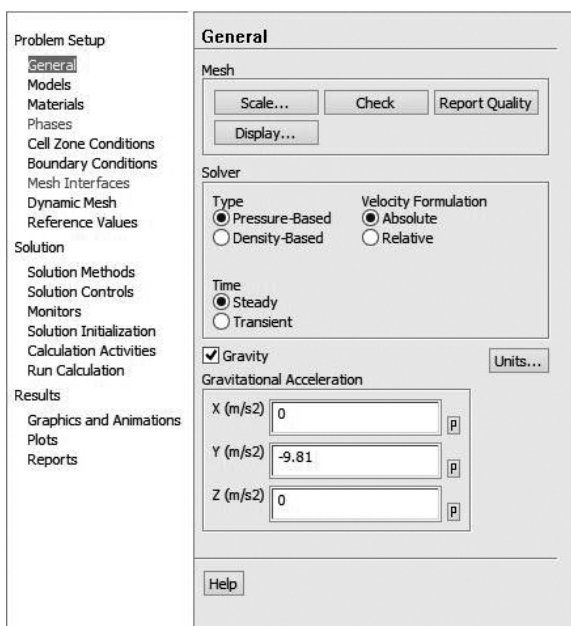 Problem Setup
General
Models
Materials
Phases
Cell Zone Conditions
Boundary Conditions
Mesh Interfaces
Dynamic Mesh
Reference Values
Solution
Solution Methods
Solution Controls
Monitors
Solution Initialization
Calculation Activities
Run Calculation
Results
Graphics and Animations
Plots
Reports
General
Mesh
Scale... Check Report Quality
Display...
Solver
Type Velocity Formulation
Pressure-Based Absolute
Density-Based Relative
Time
Steady
Transient
Gravity Units...
Gravitational Acceleration
X (m/s2) 0 P
Y (m/s2) -9.81 P
Z (m/s2) 0 P
Help